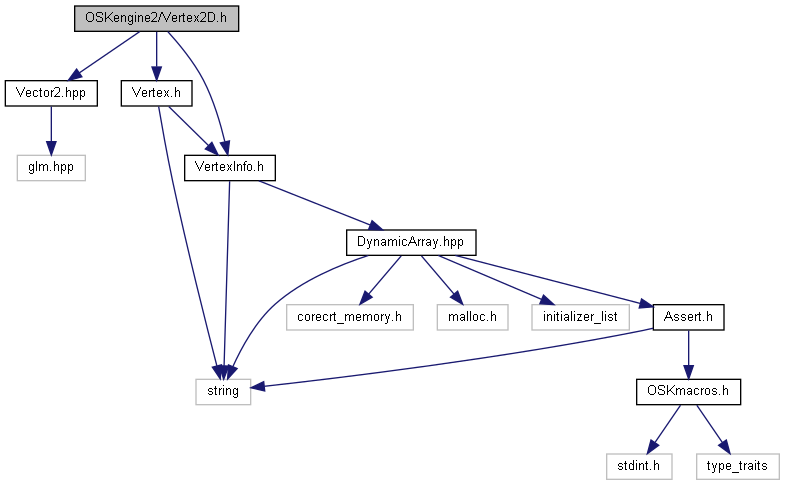 OSKengine2/Vertex2D.h
Vector2.hpp
Vertex.h
glm.hpp
VertexInfo.h
DynamicArray.hpp
corecrt_memory.h
malloc.h
initializer_list
Assert.h
string
OSKmacros.h
stdint.h
type_traits